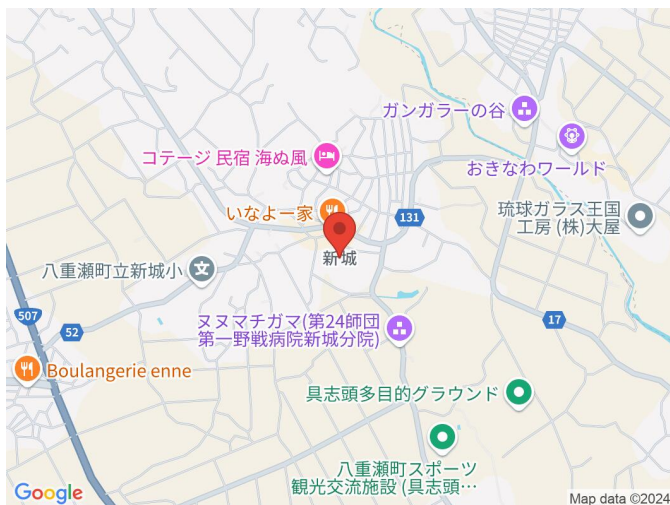 ガンガラーの谷
おきなわワールド
コテージ 民宿 海ぬ風
いなよー家
131
琉球ガラス王国
工房 (株)大屋
新城
八重瀬町立新城小
文
507
52
17
ヌヌマチガマ(第24師団
第一野戦病院新城分院)
Boulangerie enne
具志頭多目的グラウンド
八重瀬町スポーツ
観光交流施設 (具志頭…
Google
Map data ©2024